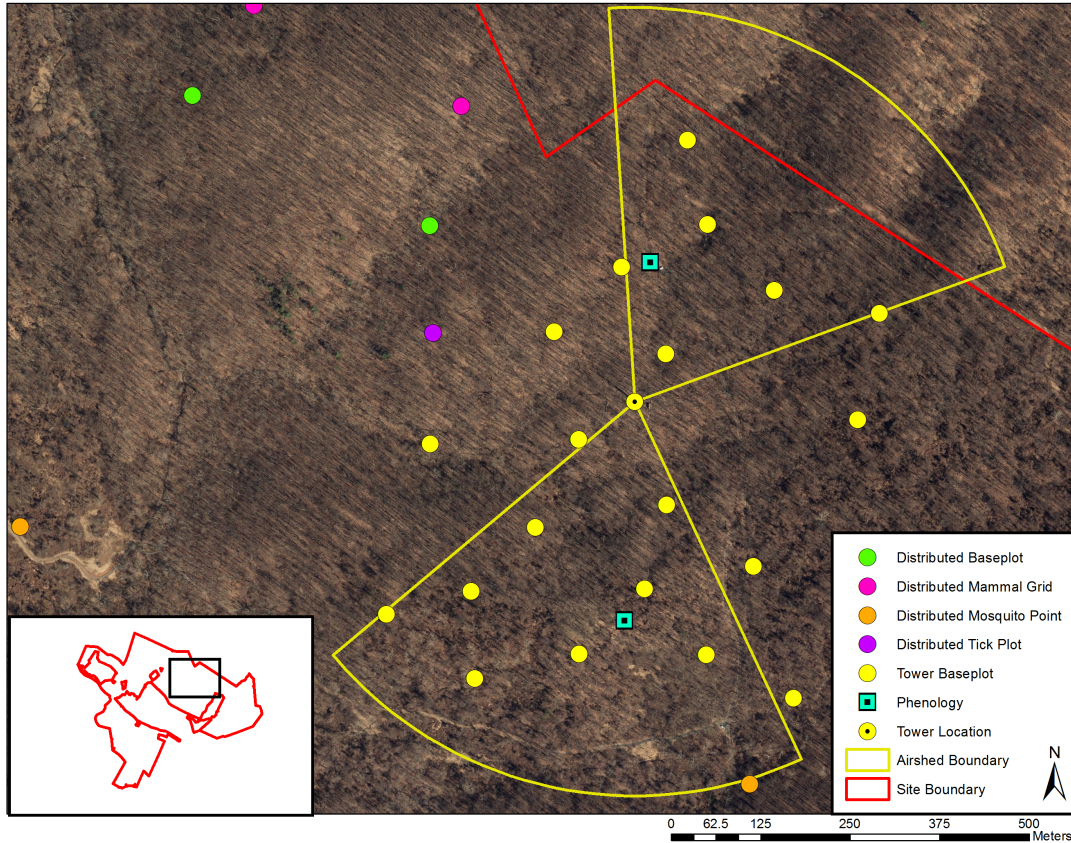 Distributed Baseplot
Distributed Mammal Grid
Distributed Mosquito Point
Distributed Tick Plot
Tower Baseplot
Phenology
Tower Location
N
Airshed Boundary
Site Boundary
0 62.5 125 250 375 500
Meters